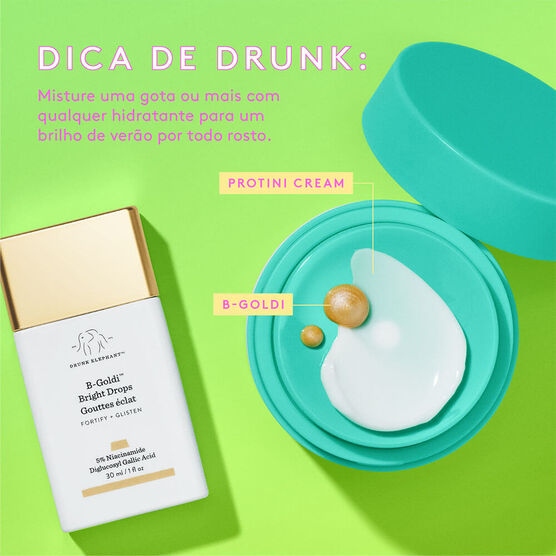 DICA DE DRUNK:
Misture uma gota ou mais com
qualquer hidratante para um
brilho de verão por todo rosto.
PROTINI CREAM
B-GOLDI
DRUNK ELEPHANT™
B-Goldi™
Bright Drops
Gouttes éclat
FORTIFY + GLISTEN
5% Niacinamide
Diglucosyl Gallic Acid
30 ml / 1 fl oz